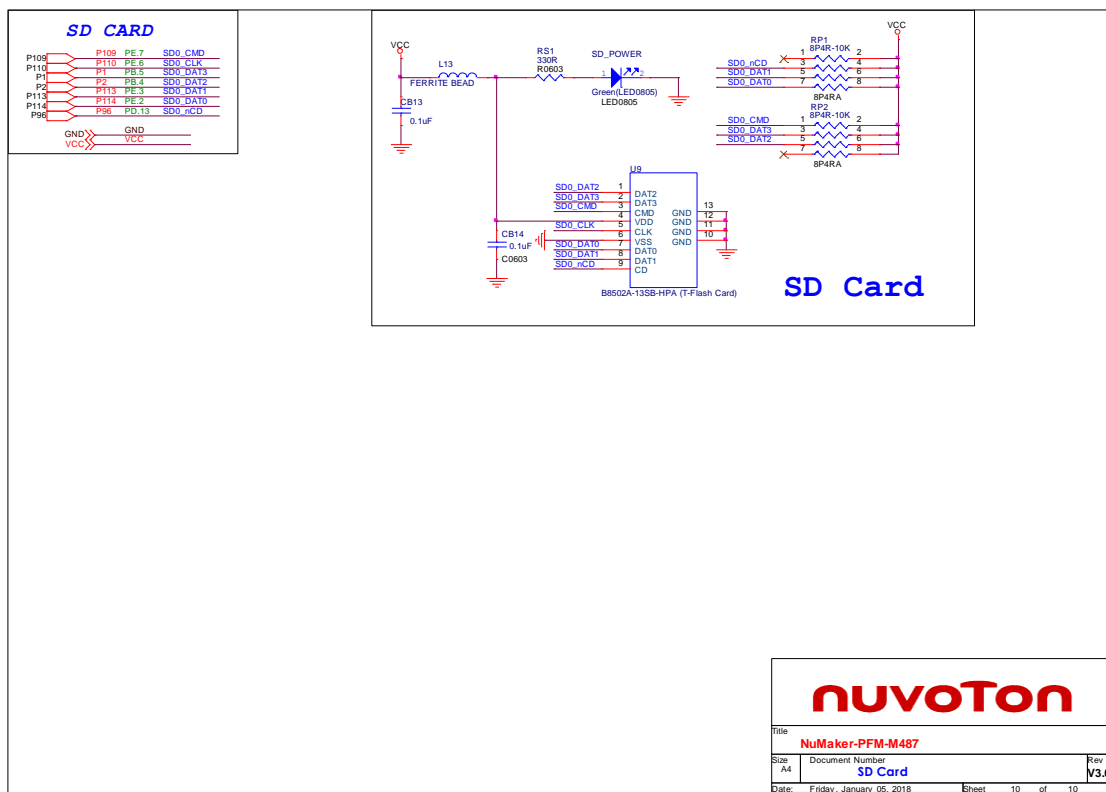 SD CARD
P109 P109 PE.7 SD0_CMD
P110 P110 PE.6 SD0_CLK
P1 P1 PB.5 SD0_DAT3
P2 P2 PB.4 SD0_DAT2
P113 P113 PE.3 SD0_DAT1
P114 P114 PE.2 SD0_DAT0
P96 P96 PD.13 SD0_nCD
GND GND
VCC VCC
VCC
L13
FERRITE BEAD
CB13
0.1uF
RS1
330R
R0603
SD_POWER
1 2
Green(LED0805)
LED0805
VCC
RP1
8P4R-10K
1 2
SD0_nCD 3 4
SD0_DAT1 5 6
SD0_DAT0 7 8
8P4RA
RP2
8P4R-10K
SD0_CMD 1 2
SD0_DAT3 3 4
SD0_DAT2 5 6
7 8
8P4RA
U9
SD0_DAT2 1 DAT2
SD0_DAT3 2 DAT3
SD0_CMD 3 CMD GND 13
4 VDD GND 12
SD0_CLK 5 CLK GND 11
6 VSS GND 10
SD0_DAT0 7 DAT0
SD0_DAT1 8 DAT1
SD0_nCD 9 CD
CB14
0.1uF
C0603
B8502A-13SB-HPA (T-Flash Card)
SD Card
nuvoTon
Title
NuMaker-PFM-M487
Size Document Number Rev
A4 SD Card
Date: Friday, January 05, 2018 Sheet 10 of 10